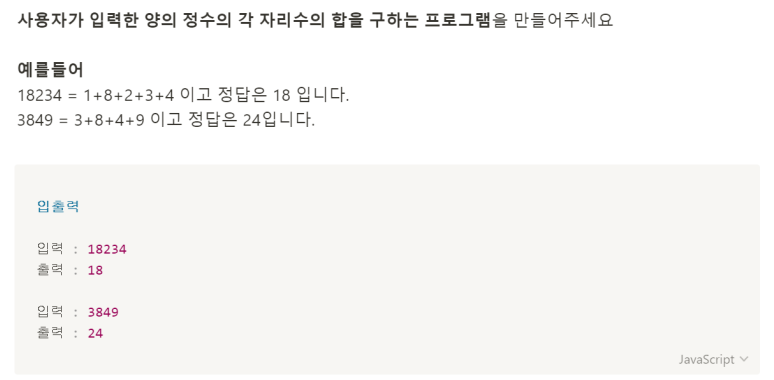 사용자가 입력한 양의 정수의 각 자리수의 합을 구하는 프로그램을 만들어주세요
예를들어
18234 = 1+8+2+3+4 이고 정답은 18 입니다.
3849 = 3+8+4+9 이고 정답은 24입니다.
입출력
입력 : 18234
출력 : 18
입력 : 3849
출력 : 24
JavaScript